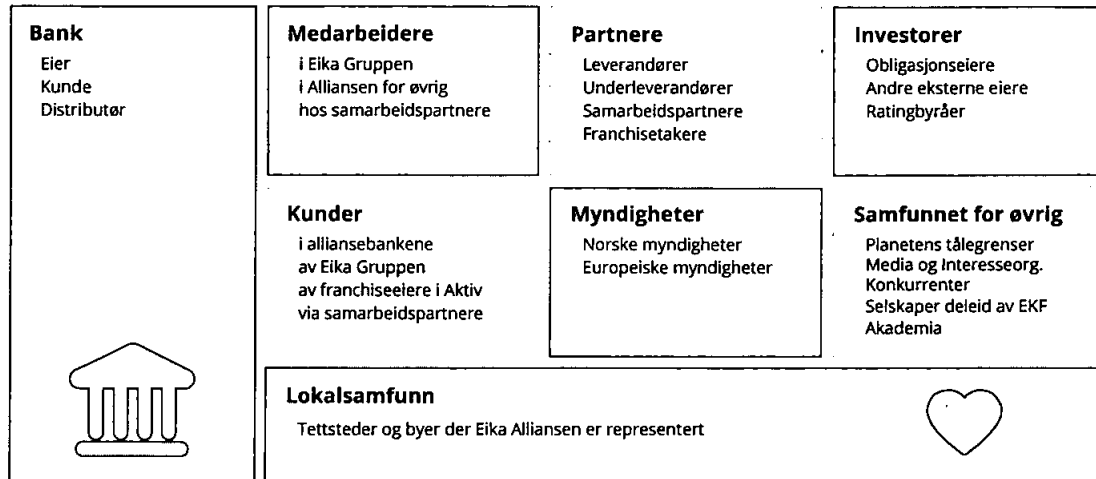 Bank
Eier
Kunde
Distributør
Medarbeidere
i Eika Gruppen
i Alliansen for øvrig
hos samarbeidspartnere
Partnere
Leverandører
Underleverandører
Samarbeidspartnere
Franchisetakere
Investorer
Obligasjonseiere
Andre eksterne eiere
Ratingbyråer
Kunder
i alliansebankene
av Eika Gruppen
av franchiseeiere i Aktiv
via samarbeidspartnere
Myndigheter
Norske myndigheter
Europeiske myndigheter
Samfunnet for øvrig
Planetens tålegrenser
Media og Interesseorg.
Konkurrenter
Selskaper deleid av EKF
Akademia
Lokalsamfunn
Tettsteder og byer der Eika Alliansen er representert